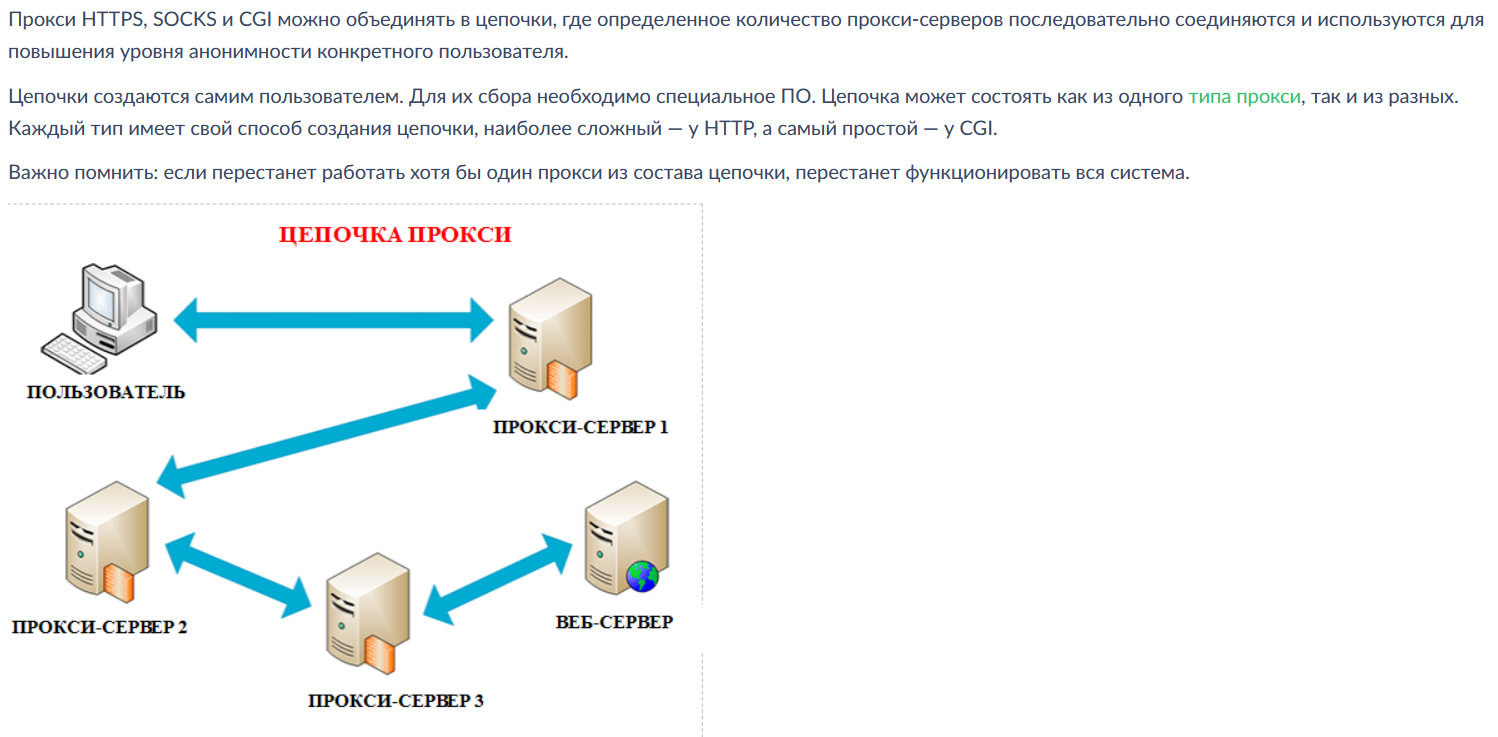 Прокси HTTPS, SOCKS и CGI можно объединять в цепочки, где определенное количество прокси-серверов последовательно соединяются и используются для
повышения уровня анонимности конкретного пользователя.
Цепочки создаются самим пользователем. Для их сбора необходимо специальное ПО. Цепочка может состоять как из одного типа прокси, так и из разных.
Каждый тип имеет свой способ создания цепочки, наиболее сложный — у HTTP, а самый простой — у CGI.
Важно помнить: если перестанет работать хотя бы один прокси из состава цепочки, перестанет функционировать вся система.
ЦЕПОЧКА ПРОКСИ
ПОЛЬЗОВАТЕЛЬ
ПРОКСИ-СЕРВЕР 1
ПРОКСИ-СЕРВЕР 2
ВЕБ-СЕРВЕР
ПРОКСИ-СЕРВЕР 3